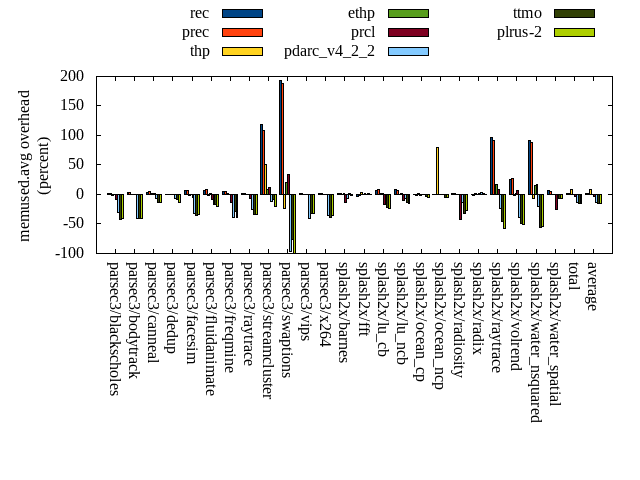 rec ethp ttmo
prec prcl plrus-2
thp pdarc_v4_2_2
memused.avg overhead
(percent)
200
150
100
50
0
-50
-100
parsec3/blackscholes
parsec3/bodytrack
parsec3/canneal
parsec3/dedup
parsec3/facesim
parsec3/fluidanimate
parsec3/freqmine
parsec3/raytrace
parsec3/streamcluster
parsec3/swaptions
parsec3/vips
parsec3/x264
splash2x/barnes
splash2x/fft
splash2x/lu_cb
splash2x/lu_ncb
splash2x/ocean_cp
splash2x/ocean_ncp
splash2x/radiosity
splash2x/radix
splash2x/raytrace
splash2x/volrend
splash2x/water_nsquared
splash2x/water_spatial
total
average